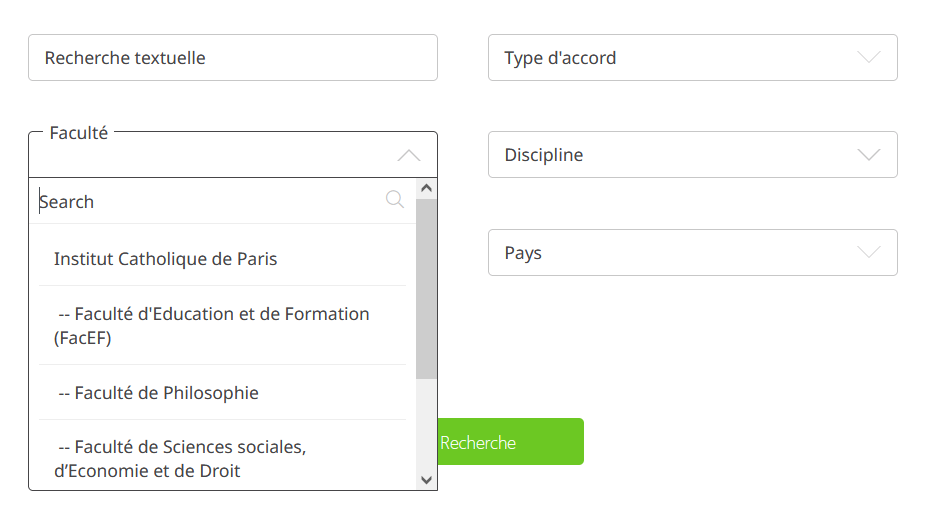 Recherche textuelle
Type d'accord
Faculté
Discipline
Search
Pays
Institut Catholique de Paris
-- Faculté d'Education et de Formation
(FacEF)
-- Faculté de Philosophie
-- Faculté de Sciences sociales,
d’Economie et de Droit
Recherche